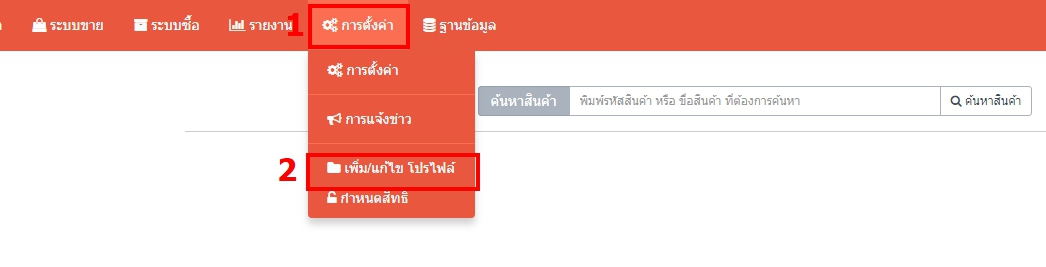 ระบบขาย ระบบซื้อ รายงาน 1 การตั้งค่า ฐานข้อมูล
การตั้งค่า
ค้นหาสินค้า พิมพ์รหัสสินค้า หรือ ชื่อสินค้า ที่ต้องการค้นหา ค้นหาสินค้า
การแจ้งข่าว
2 เพิ่ม/แก้ไข โปรไฟล์
กำหนดสิทธิ